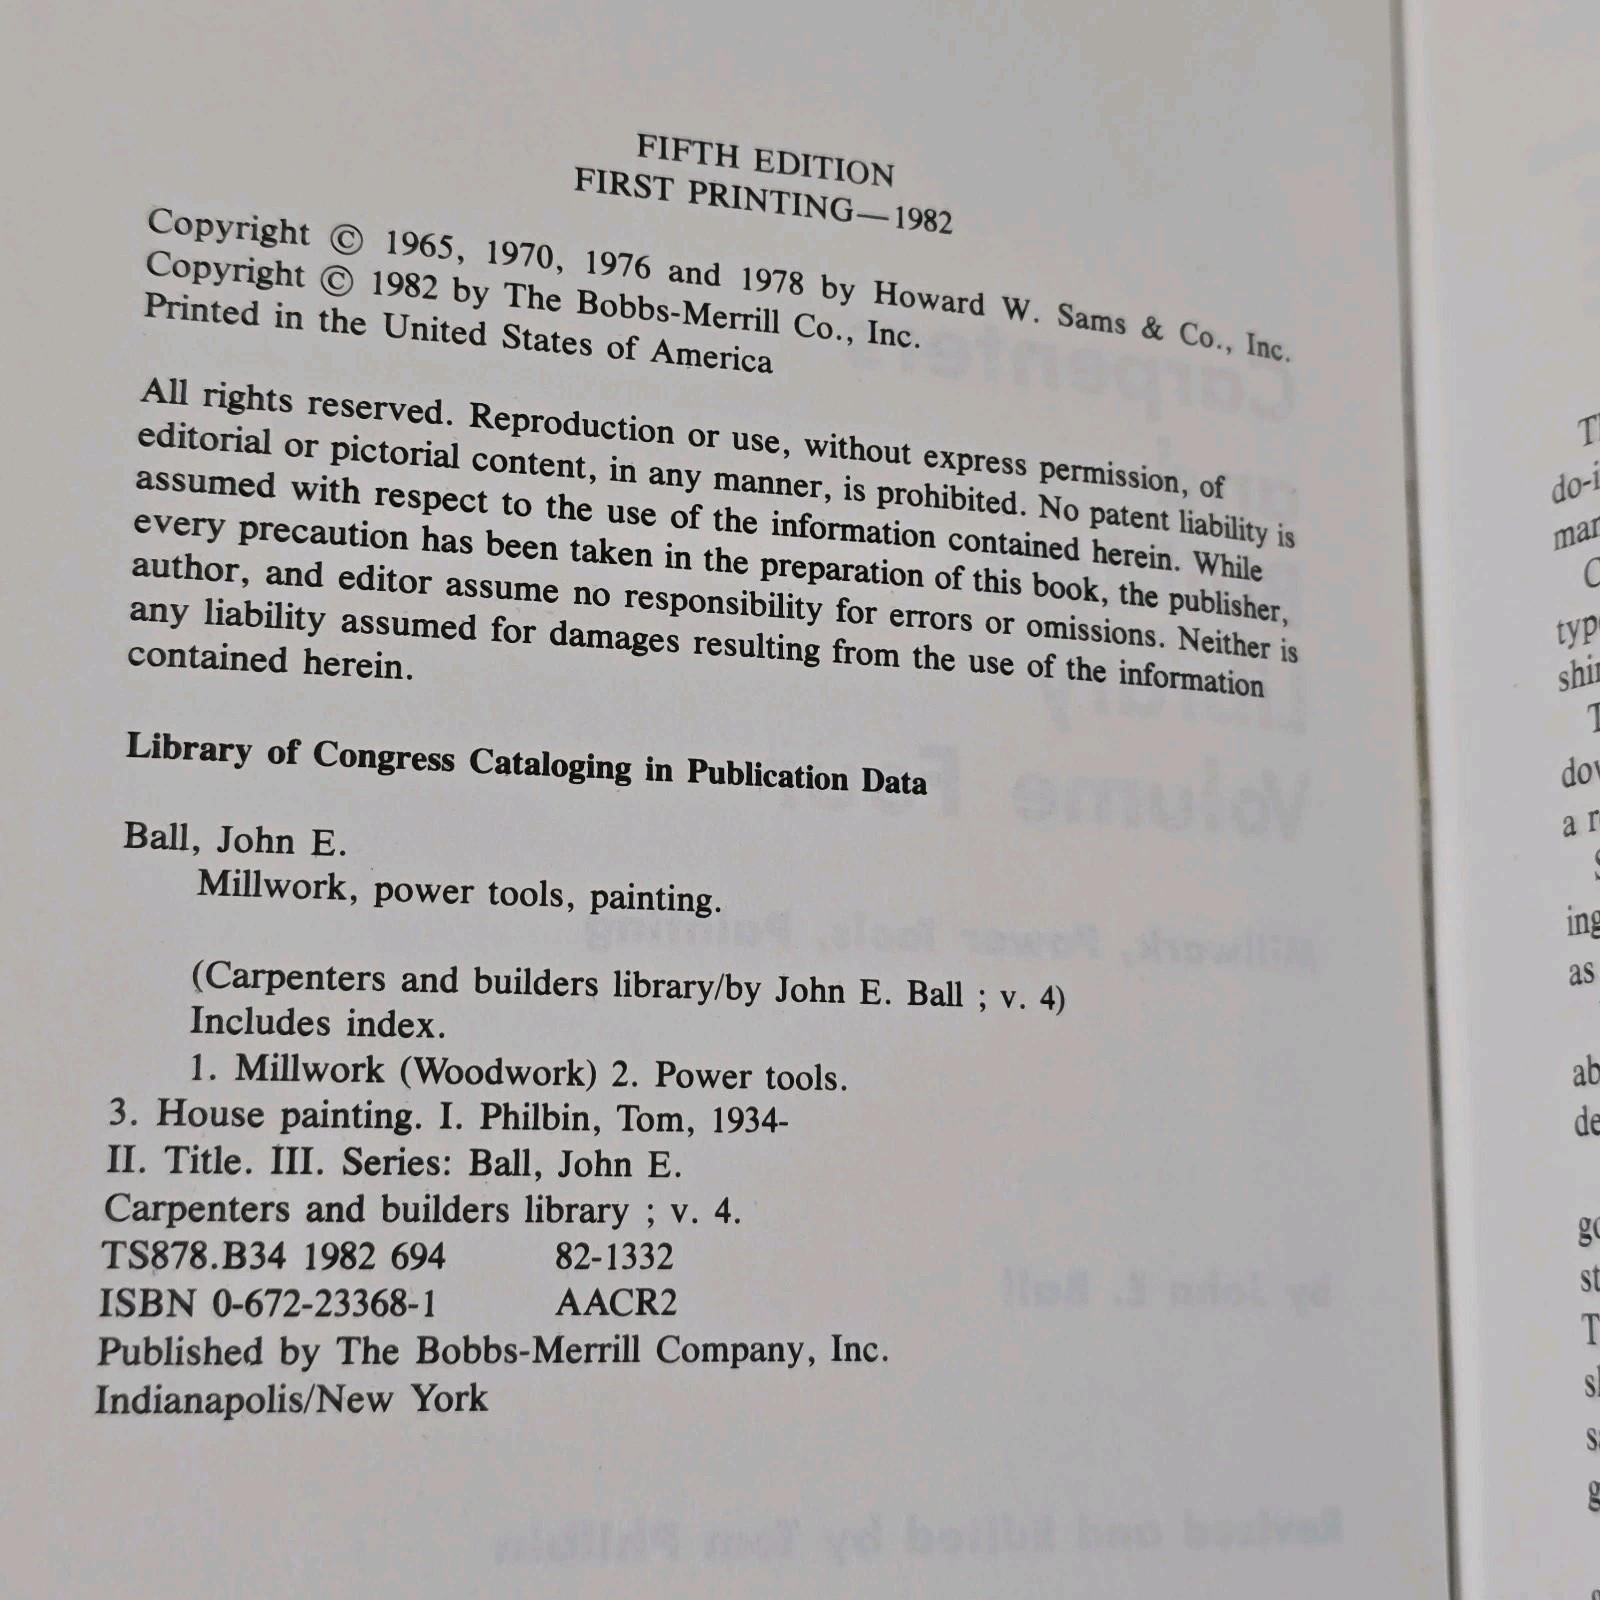 FIFTH EDITION
FIRST PRINTING—1982
Copyright © 1965, 1970, 1976 and 1978 by Howard W. Sams & Co., Inc.
Copyright © 1982 by The Bobbs-Merrill Co., Inc.
Printed in the United States of America
All rights reserved. Reproduction or use, without express permission, of
editorial or pictorial content, in any manner, is prohibited. No patent liability is
assumed with respect to the use of the information contained herein. While
every precaution has been taken in the preparation of this book, the publisher,
author, and editor assume no responsibility for errors or omissions. Neither is
any liability assumed for damages resulting from the use of the information
contained herein.
Library of Congress Cataloging in Publication Data
Ball, John E.
Millwork, power tools, painting.
(Carpenters and builders library/by John E. Ball ; v. 4)
Includes index.
1. Millwork (Woodwork) 2. Power tools.
3. House painting. I. Philbin, Tom, 1934-
II. Title. III. Series: Ball, John E.
Carpenters and builders library ; v. 4.
TS878.B34 1982 694 82-1332
ISBN 0-672-23368-1 AACR2
Published by The Bobbs-Merrill Company, Inc.
Indianapolis/New York